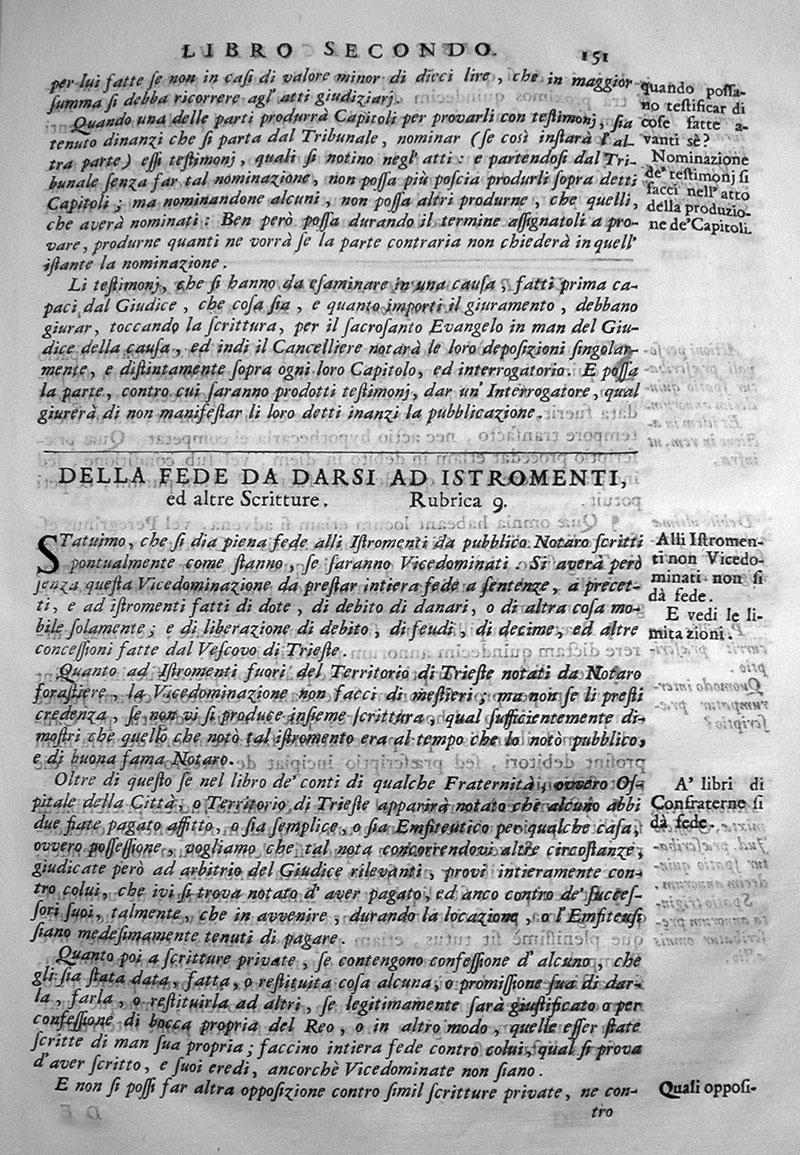 LIBRO SECONDO. 151
per lui fatte ſe non in caſi di valore minor di dieci lire, che in maggior
ſumma ſi debba ricorrere agl' atti giudiziarj.
Quando una delle parti produrrà Capitoli per provarli con teſtimonj, ſia
tenuto dinanzi che ſi parta dal Tribunale, nominar (ſe così inſtarà l'al-
tra parte) eſſi teſtimonj, quali ſi notino negl' atti: e partendoſi dal Tri-
bunale ſenza far tal nominazione, non poſſa più poſcia produrli ſopra detti
Capitoli; ma nominandone alcuni, non poſſa altri produrne, che quelli,
che averà nominati: Ben però poſſa durando il termine aſſignatoli a pro-
vare, produrne quanti ne vorrà ſe la parte contraria non chiederà in quell'
iſtante la nominazione.
quando poſſa-
no teſtificar di
coſe fatte a-
vanti sè?
Nominazione
de' teſtimonj ſi
facci nell' atto
della produzio-
ne de' Capitoli.
Li teſtimonj, che ſi hanno da eſaminare in una cauſa, fatti prima ca-
paci dal Giudice, che coſa ſia, e quanto importi il giuramento, debbano
giurar, toccando la ſcrittura, per il ſacroſanto Evangelo in man del Giu-
dice della cauſa, ed indi il Cancelliere notarà le loro depoſizioni ſingolar-
mente, e diſtintamente ſopra ogni loro Capitolo, ed interrogatorio. E poſſa
la parte, contro cui ſaranno prodotti teſtimonj, dar un' Interrogatore, qual
giurerà di non manifeſtar li loro detti inanzi la pubblicazione.
DELLA FEDE DA DARSI AD ISTROMENTI,
ed altre Scritture. Rubrica 9.
STatuimo, che ſi dia piena fede alli Iſtromenti da pubblico Notaro ſcritti
pontualmente come ſtanno, ſe ſaranno Vicedominati. Si averà però
ſenza queſta Vicedominazione da preſtar intiera fede a ſentenze, a precet-
ti, e ad iſtromenti fatti di dote, di debito di danari, o di altra coſa mo-
bile ſolamente; e di liberazione di debito, di feudi, di decime, ed altre
conceſſioni fatte dal Veſcovo di Trieſte.
Alli Iſtromen-
ti non Vicedo-
minati non ſi
dà fede.
E vedi le li-
mitazioni.
Quanto ad Iſtromenti fuori del Territorio di Trieſte notati da Notaro
foraſtiere, la Vicedominazione non facci di meſtieri; ma non ſe li preſti
credenza, ſe non vi ſi produce inſieme ſcrittura, qual ſufficientemente di-
moſtri che quello che notò tal iſtromento era al tempo che lo notò pubblico,
e di buona fama Notaro.
Oltre di queſto ſe nel libro de' conti di qualche Fraternità, ovvero Oſ-
pitale della Città, o Territorio di Trieſte apparirà notato che alcuno abbi
due fiate pagato affitto, o ſia ſemplice, o ſia Emfiteutico per qualche caſa,
ovvero poſſeſſione, vogliamo che tal nota concorrendovi altre circoſtanze,
giudicate però ad arbitrio del Giudice rilevanti, provi intieramente con-
tro colui, che ivi ſi trova notato d' aver pagato, ed anco contro de' ſucceſ-
ſori ſuoi, talmente, che in avvenire, durando la locazione, o l'Emfiteuſi
ſiano medeſimamente tenuti di pagare.
A' libri di
Confraterne ſi
dà fede.
Quanto poi a ſcritture private, ſe contengono confeſſione d' alcuno, che
gli ſia ſtata data, fatta, o reſtituita coſa alcuna, o promiſſione ſua di dar-
la, farla, o reſtituirla ad altri, ſe legitimamente ſarà giuſtificato o per
confeſſione di bocca propria del Reo, o in altro modo, quelle eſſer ſtate
ſcritte di man ſua propria; faccino intiera fede contro colui, qual ſi prova
d'aver ſcritto, e ſuoi eredi, ancorchè Vicedominate non ſiano.
E non ſi poſſi far altra oppoſizione contro ſimil ſcritture private, ne con-
tro
Quaſi oppoſi-